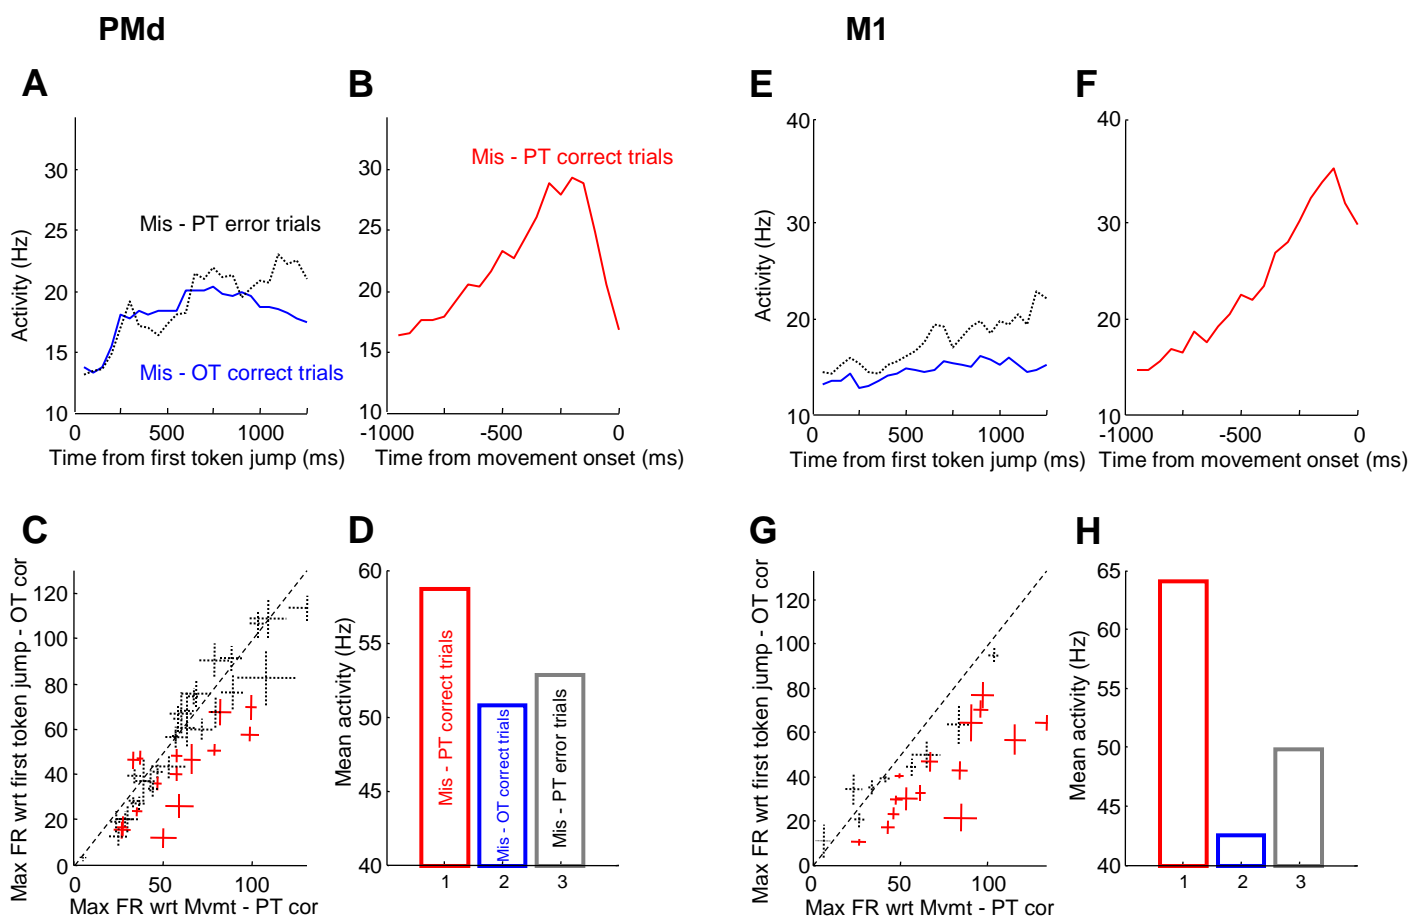 PMd
M1
A
B
E
F
Activity (Hz)
30
25
20
15
10
0
500
1000
Time from first token jump (ms)
Mis - PT error trials
Mis - OT correct trials
30
25
20
15
10
-1000
-500
0
Time from movement onset (ms)
Mis - PT correct trials
Activity (Hz)
40
30
20
10
0
500
1000
Time from first token jump (ms)
40
30
20
10
-1000
-500
0
Time from movement onset (ms)
C
D
G
H
Max FR wrt first token jump - OT cor
120
100
80
60
40
20
0
0
50
100
Max FR wrt Mvmt - PT cor
Mean activity (Hz)
60
55
50
45
40
Mis - PT correct trials
Mis - OT correct trials
Mis - PT error trials
1
2
3
Max FR wrt first token jump - OT cor
120
100
80
60
40
20
0
0
50
100
Max FR wrt Mvmt - PT cor
Mean activity (Hz)
65
60
55
50
45
40
1
2
3